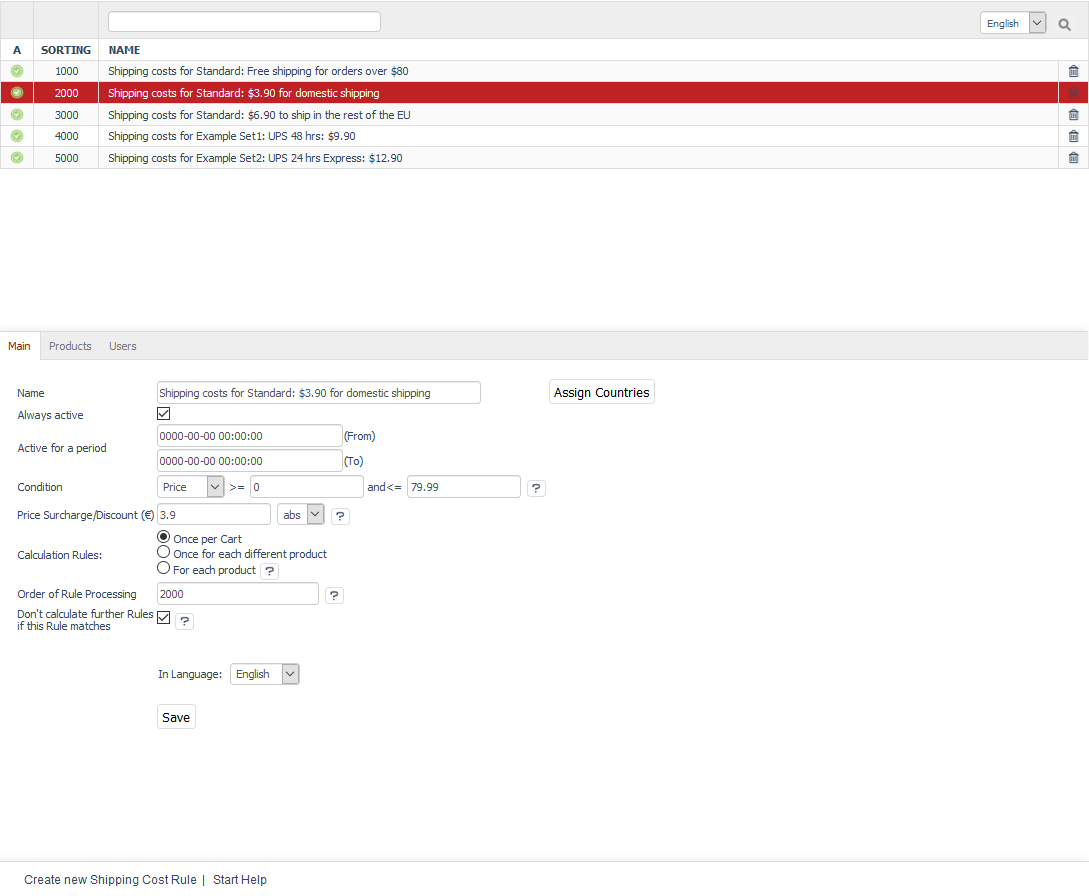 English
A SORTING NAME
1000 Shipping costs for Standard: Free shipping for orders over $80
2000 Shipping costs for Standard: $3.90 for domestic shipping
3000 Shipping costs for Standard: $6.90 to ship in the rest of the EU
4000 Shipping costs for Example Set1: UPS 48 hrs: $9.90
5000 Shipping costs for Example Set2: UPS 24 hrs Express: $12.90
Main Products Users
Name Shipping costs for Standard: $3.90 for domestic shipping Assign Countries
Always active
0000-00-00 00:00:00 (From)
Active for a period
0000-00-00 00:00:00 (To)
Condition Price >= 0 and<= 79.99 ?
Price Surcharge/Discount (€) 3.9 abs ?
Once per Cart
Calculation Rules: Once for each different product
For each product ?
Order of Rule Processing 2000 ?
Don't calculate further Rules
if this Rule matches ?
In Language: English
Save
Create new Shipping Cost Rule | Start Help